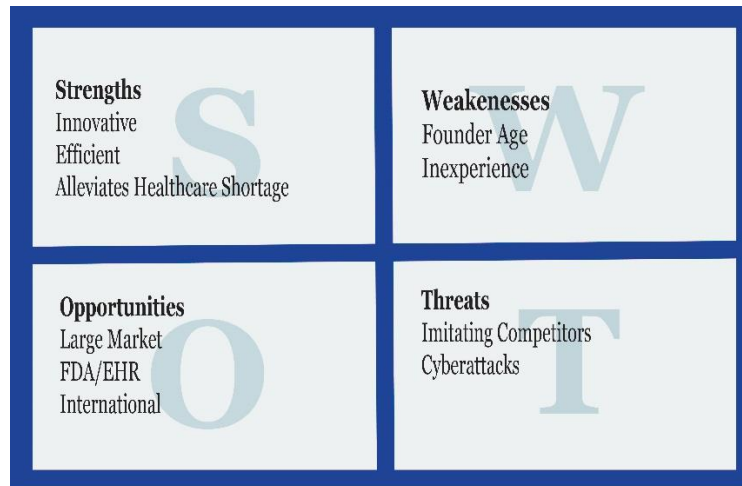 S
Strengths
Innovative
Efficient
Alleviates Healthcare Shortage
W
Weakenesses
Founder Age
Inexperience
O
Opportunities
Large Market
FDA/EHR
International
T
Threats
Imitating Competitors
Cyberattacks